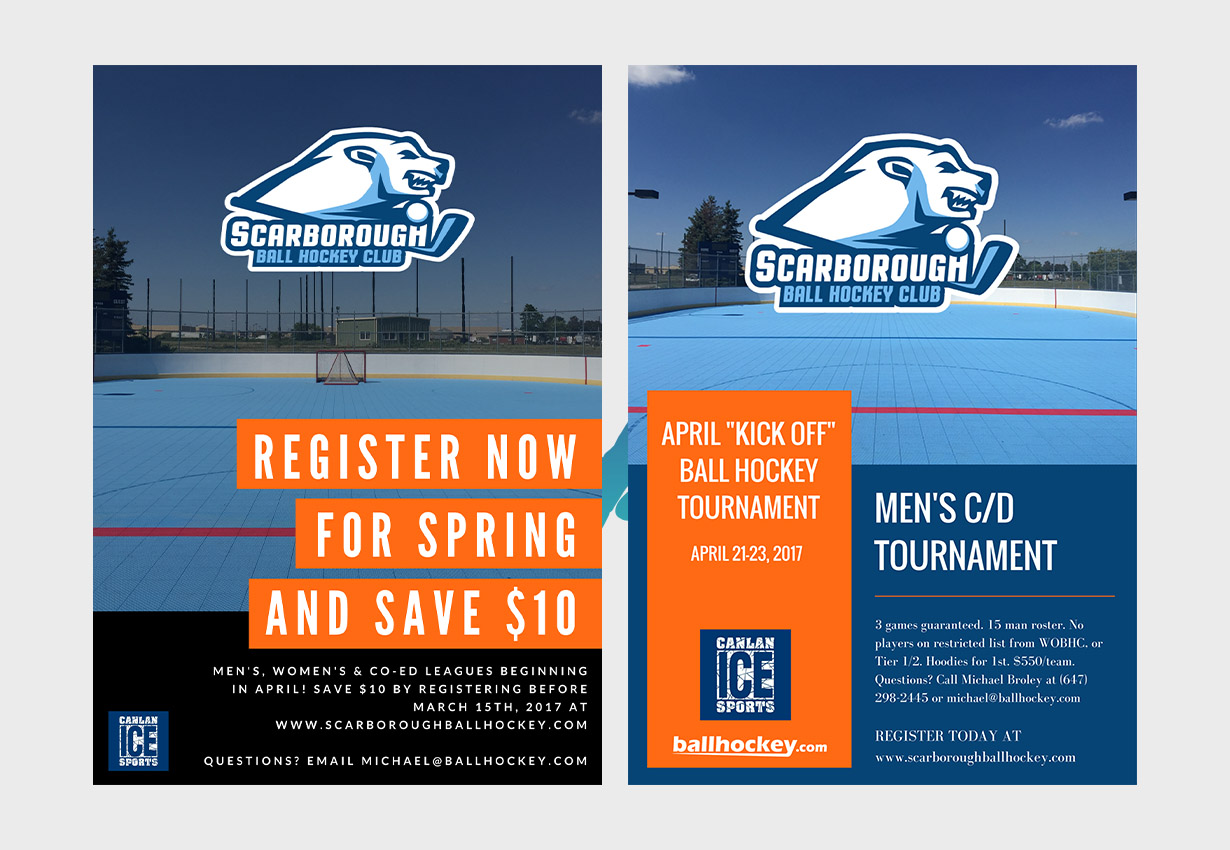 SCARBOROUGH
BALL HOCKEY CLUB
REGISTER NOW
FOR SPRING
AND SAVE $10
MEN'S, WOMEN'S & CO-ED LEAGUES BEGINNING
IN APRIL! SAVE $10 BY REGISTERING BEFORE
MARCH 15TH, 2017 AT
WWW.SCARBOROUGHBALLHOCKEY.COM
QUESTIONS? EMAIL MICHAEL@BALLHOCKEY.COM
CANLAN
ICE
SPORTS
SCARBOROUGH
BALL HOCKEY CLUB
APRIL "KICK OFF"
BALL HOCKEY
TOURNAMENT
APRIL 21-23, 2017
CANLAN
ICE
SPORTS
ballhockey.com
MEN'S C/D
TOURNAMENT
3 games guaranteed. 15 man roster. No
players on restricted list from WOBHC, or
Tier 1/2. Hoodies for 1st. $550/team.
Questions? Call Michael Broley at (647)
298-2445 or michael@ballhockey.com
REGISTER TODAY AT
www.scarboroughballhockey.com